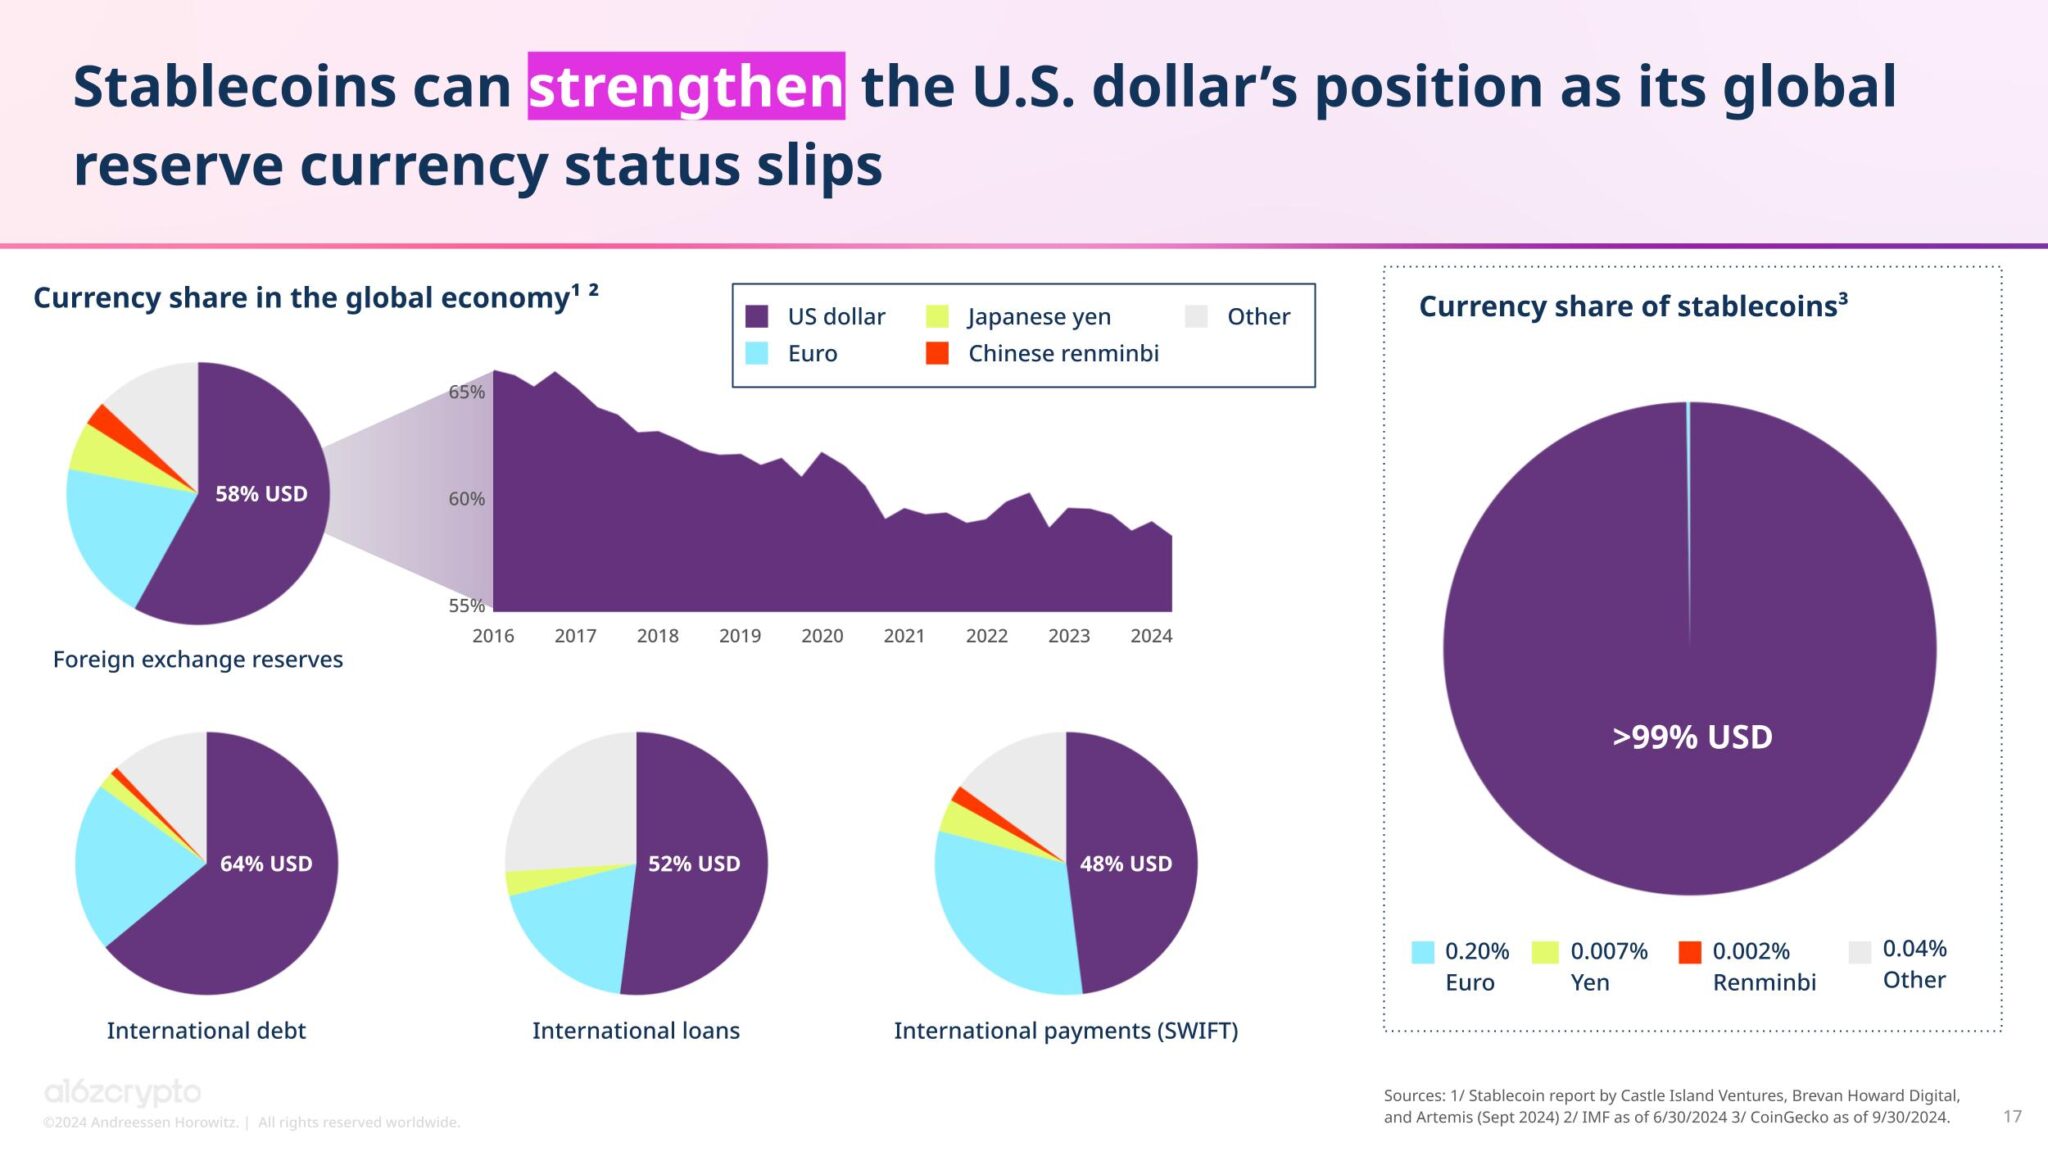 Stablecoins can strengthen the U.S. dollar’s position as its global
reserve currency status slips
Currency share in the global economy¹ ²
US dollar
Japanese yen
Other
Euro
Chinese renminbi
58% USD
Foreign exchange reserves
65%
60%
55%
2016 2017 2018 2019 2020 2021 2022 2023 2024
64% USD
International debt
52% USD
International loans
48% USD
International payments (SWIFT)
Currency share of stablecoins³
>99% USD
0.20%
Euro
0.007%
Yen
0.002%
Renminbi
0.04%
Other
a16zcrypto
©2024 Andreessen Horowitz. | All rights reserved worldwide.
Sources: 1/ Stablecoin report by Castle Island Ventures, Brevan Howard Digital,
and Artemis (Sept 2024) 2/ IMF as of 6/30/2024 3/ CoinGecko as of 9/30/2024.
17